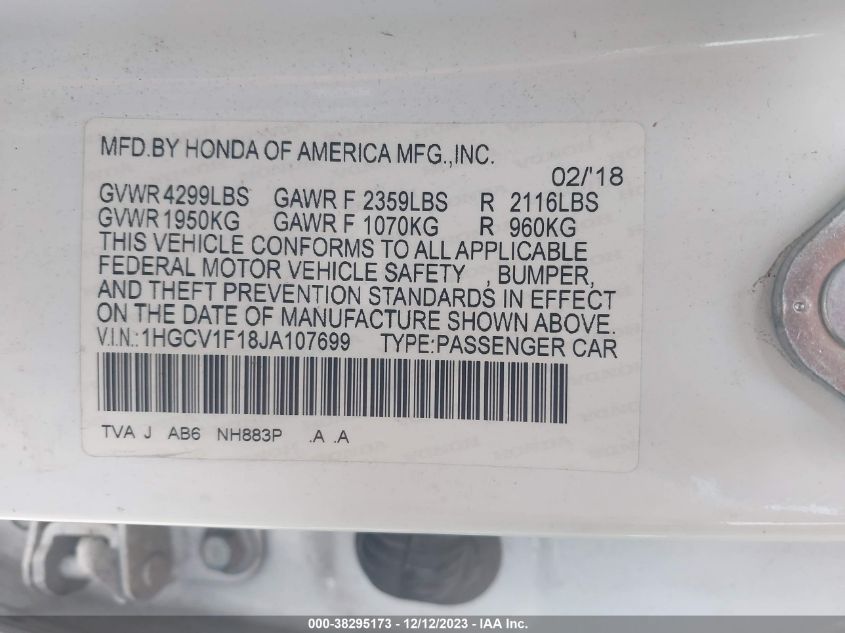 MFD.BY HONDA OF AMERICA MFG.,INC.
02/'18
GVWR 4299LBS GAWR F 2359LBS R 2116LBS
GVWR 1950KG GAWR F 1070KG R 960KG
THIS VEHICLE CONFORMS TO ALL APPLICABLE
FEDERAL MOTOR VEHICLE SAFETY , BUMPER,
AND THEFT PREVENTION STANDARDS IN EFFECT
ON THE DATE OF MANUFACTURE SHOWN ABOVE.
V.I.N.:1HGCV1F18JA107699 TYPE:PASSENGER CAR
TVA J AB6 NH883P .A .A
000-38295173 - 12/12/2023 - IAA Inc.